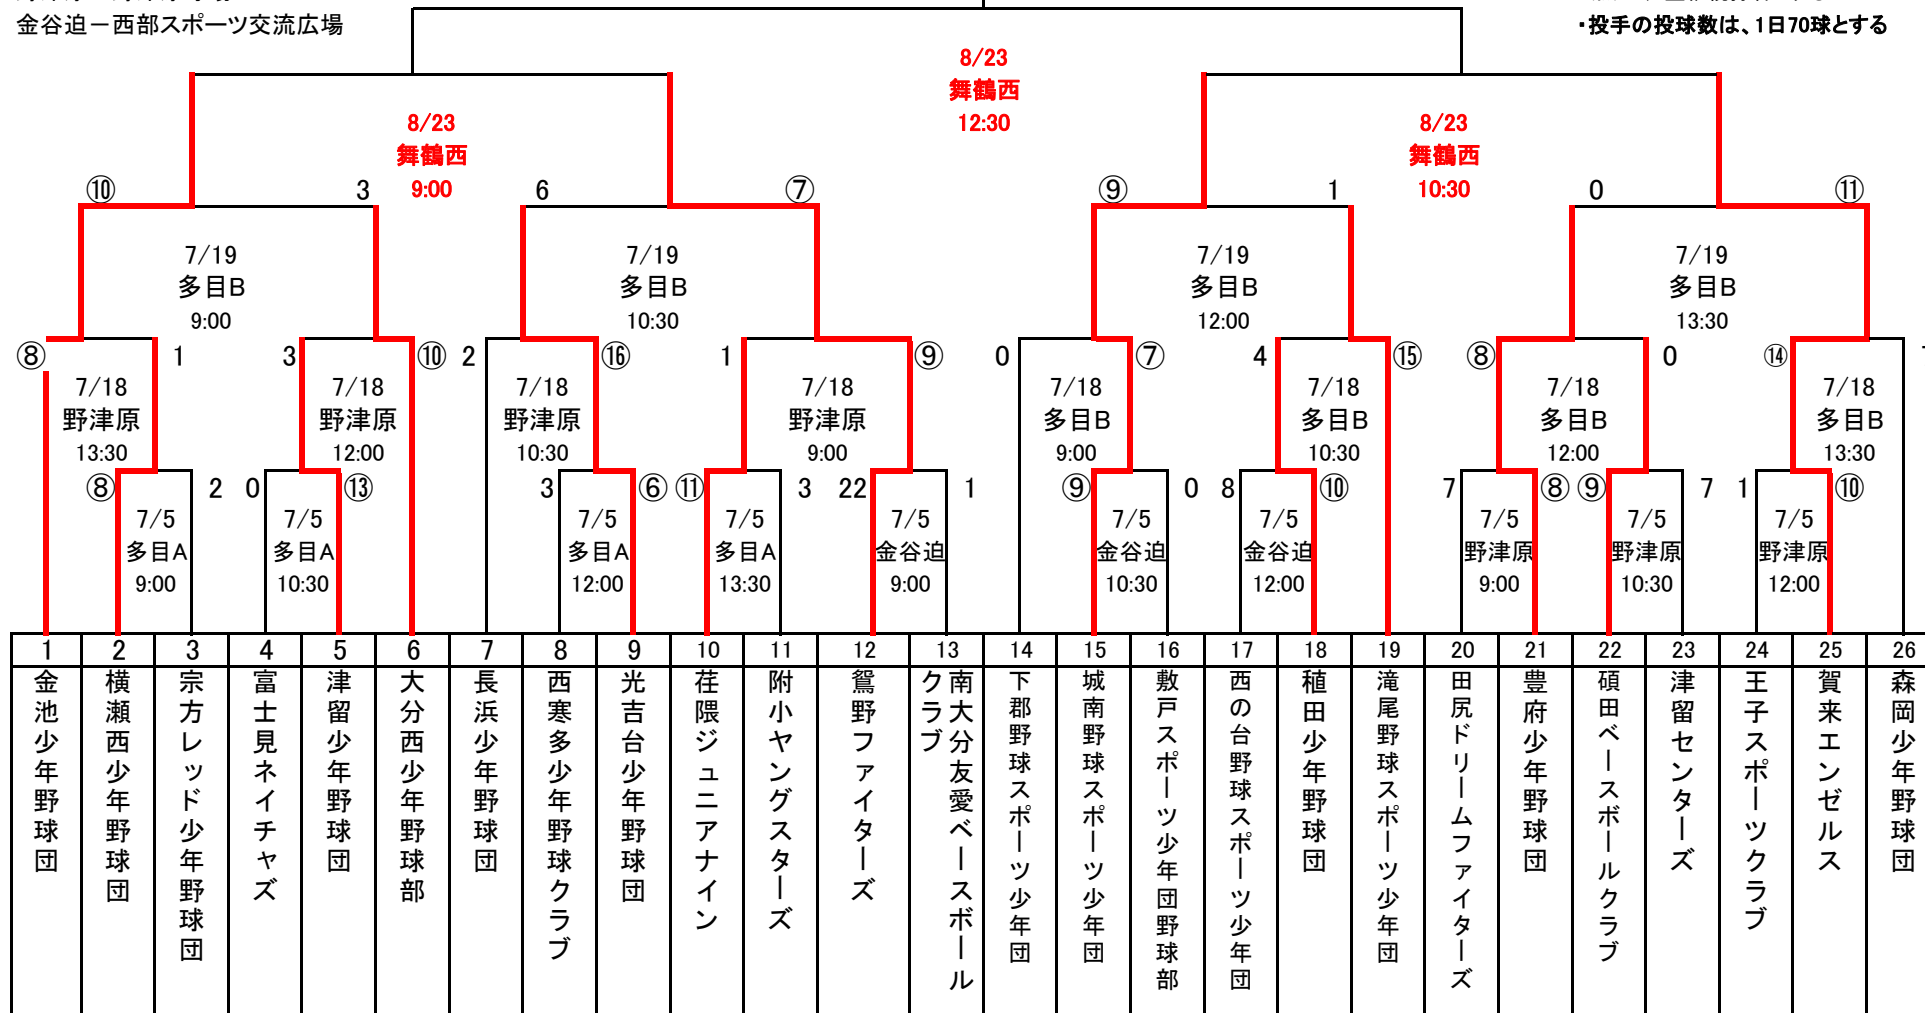 金谷迫－西部スポーツ交流広場
・投手の投球数は、1日70球とする
8/23
舞鶴西
12:30
8/23
舞鶴西
9:00
8/23
舞鶴西
10:30
⑩ 3 6 ⑦ ⑨ 1 0 ⑪
7/19 7/19 7/19 7/19
多目B 多目B 多目B 多目B
9:00 10:30 12:00 13:30
⑧ 1 3 ⑩ 2 ⑯ 1 ⑨ 0 ⑦ 4 ⑮ ⑧ 0 ⑭
7/18 7/18 7/18 7/18 7/18 7/18 7/18 7/18
野津原 野津原 野津原 野津原 多目B 多目B 多目B 多目B
13:30 12:00 10:30 9:00 9:00 10:30 12:00 13:30
⑧ 2 0 ⑬ 3 ⑥ ⑪ 3 22 1 ⑨ 0 8 ⑩ 7 ⑧ ⑨ 7 1 ⑩
7/5 7/5 7/5 7/5 7/5 7/5 7/5 7/5 7/5 7/5
多目A 多目A 多目A 多目A 金谷迫 金谷迫 金谷迫 野津原 野津原 野津原
9:00 10:30 12:00 13:30 9:00 10:30 12:00 9:00 10:30 12:00
1 2 3 4 5 6 7 8 9 10 11 12 13 14 15 16 17 18 19 20 21 22 23 24 25 26
金池少年野球団
横瀬西少年野球団
宗方レッド少年野球団
富士見ネイチャズ
津留少年野球団
大分西少年野球部
長浜少年野球団
西寒多少年野球クラブ
光吉台少年野球団
荏隈ジュニアナイン
附小ヤングスターズ
鴛野ファイターズ
南大分友愛ベースボール
クラブ
下郡野球スポーツ少年団
城南野球スポーツ少年団
敷戸スポーツ少年団野球部
西の台野球スポーツ少年団
稙田少年野球団
滝尾野球スポーツ少年団
田尻ドリームファイターズ
豊府少年野球団
碩田ベースボールクラブ
津留センターズ
王子スポーツクラブ
賀来エンゼルス
森岡少年野球団